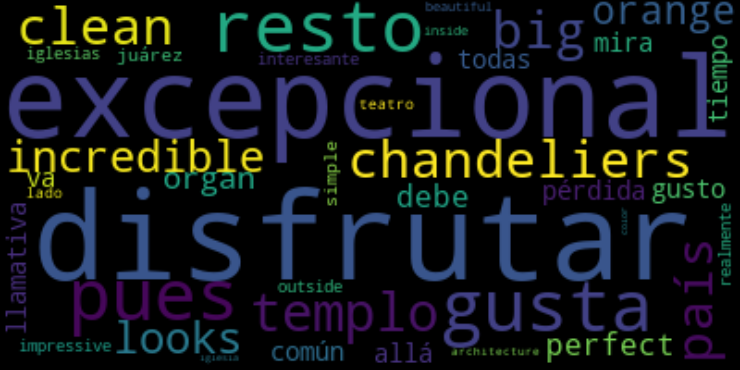 clean
resto
beautiful
inside
big
orange
iglesias
juárez
interesante
todas
mira
tiempo
excepcional
teatro
incredible
chandeliers
va
lado
organ
simple
debe
pérdida
gusto
llamativa
disfrutar
color
realmente
pues
outside
templo
gusta
país
impressive
looks
iglesia
común
allá
architecture
perfect